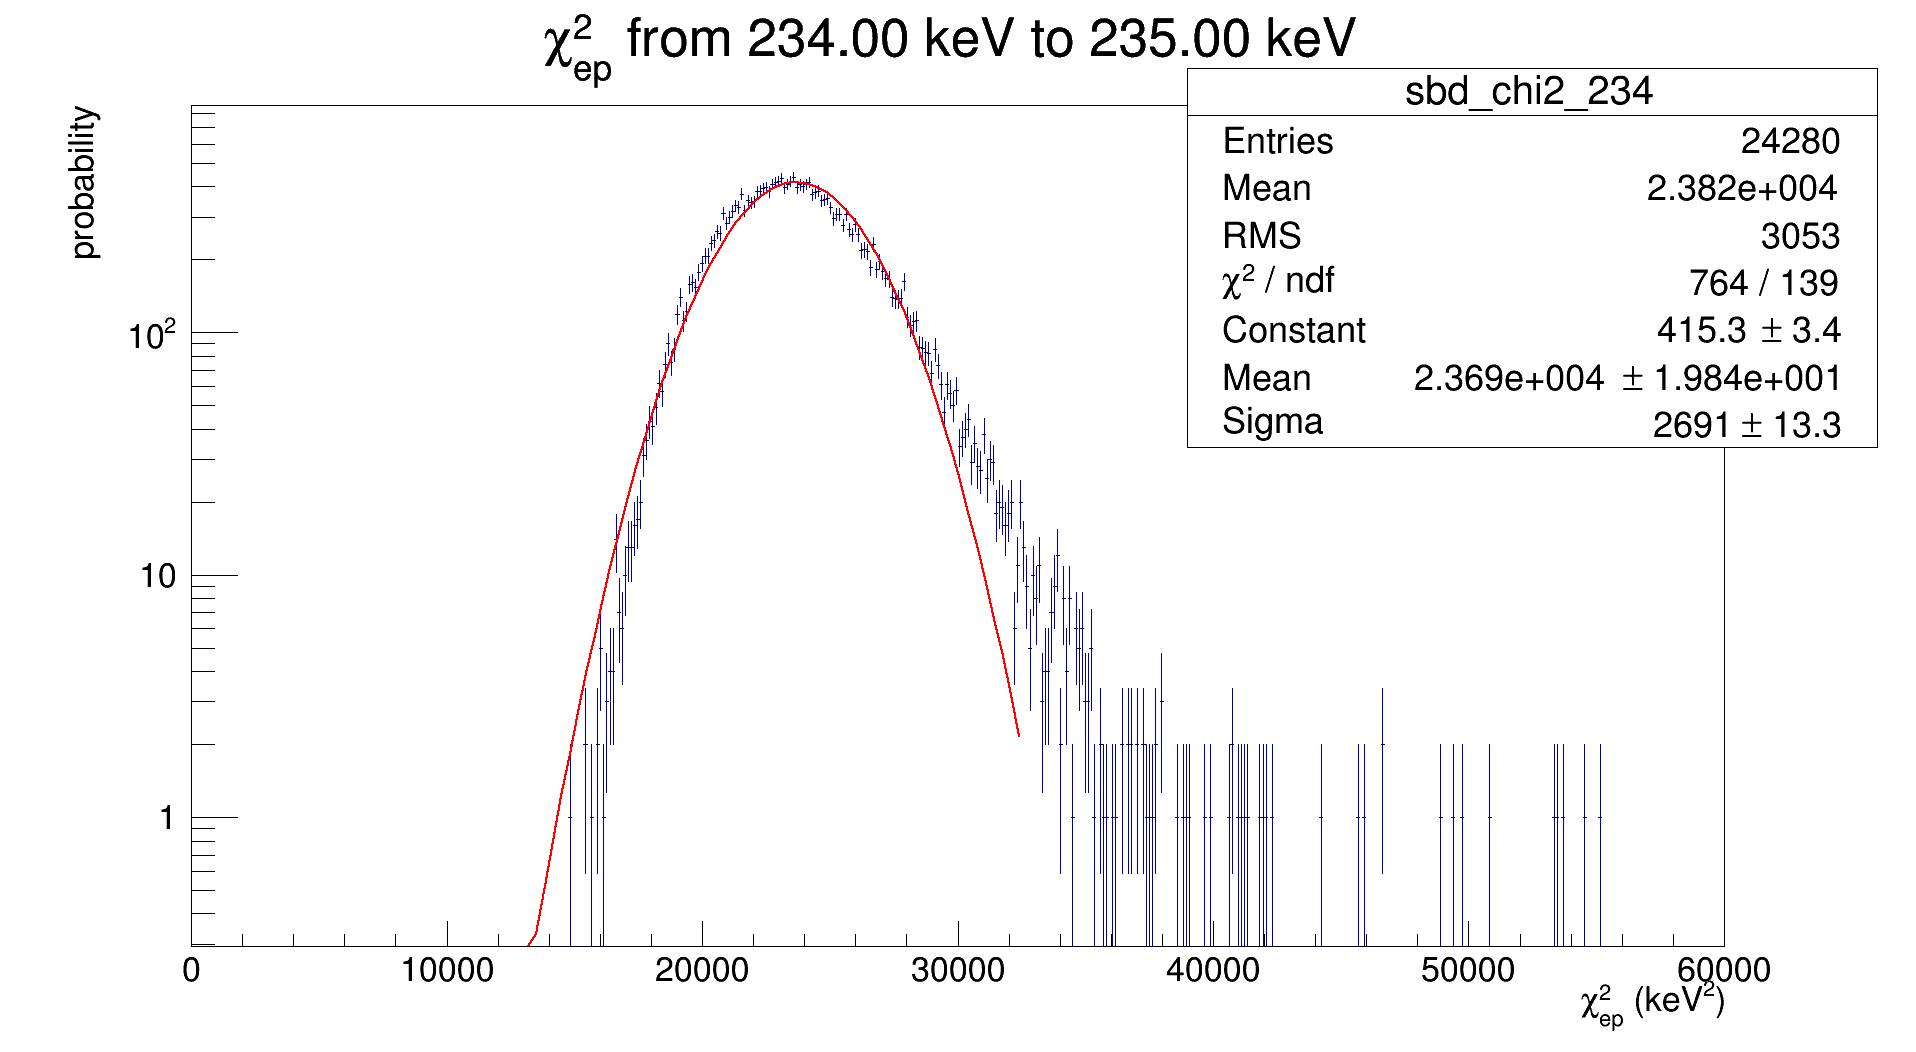 χ²ep from 234.00 keV to 235.00 keV
probability
sbd_chi2_234
Entries 24280
Mean 2.382e+004
RMS 3053
χ² / ndf 764 / 139
Constant 415.3 ± 3.4
Mean 2.369e+004 ± 1.984e+001
Sigma 2691 ± 13.3
10²
10
1
0 10000 20000 30000 40000 50000 60000
χ²ep (keV²)